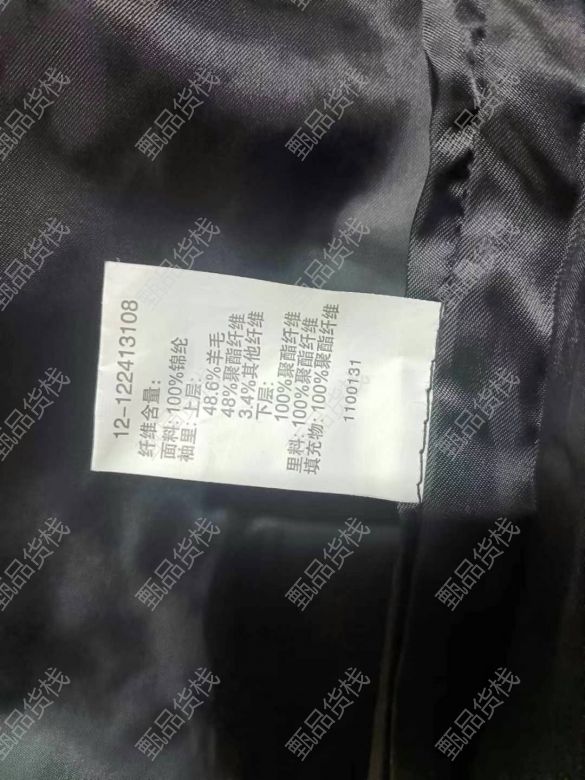 12-122413108
纤维含量:
面料: 100%锦纶
袖里: 上层:
48.6%羊毛
48%聚酯纤维
3.4%其他纤维
下层:
100%聚酯纤维
里料: 100%聚酯纤维
填充物: 100%聚酯纤维
1100131
甄品货栈